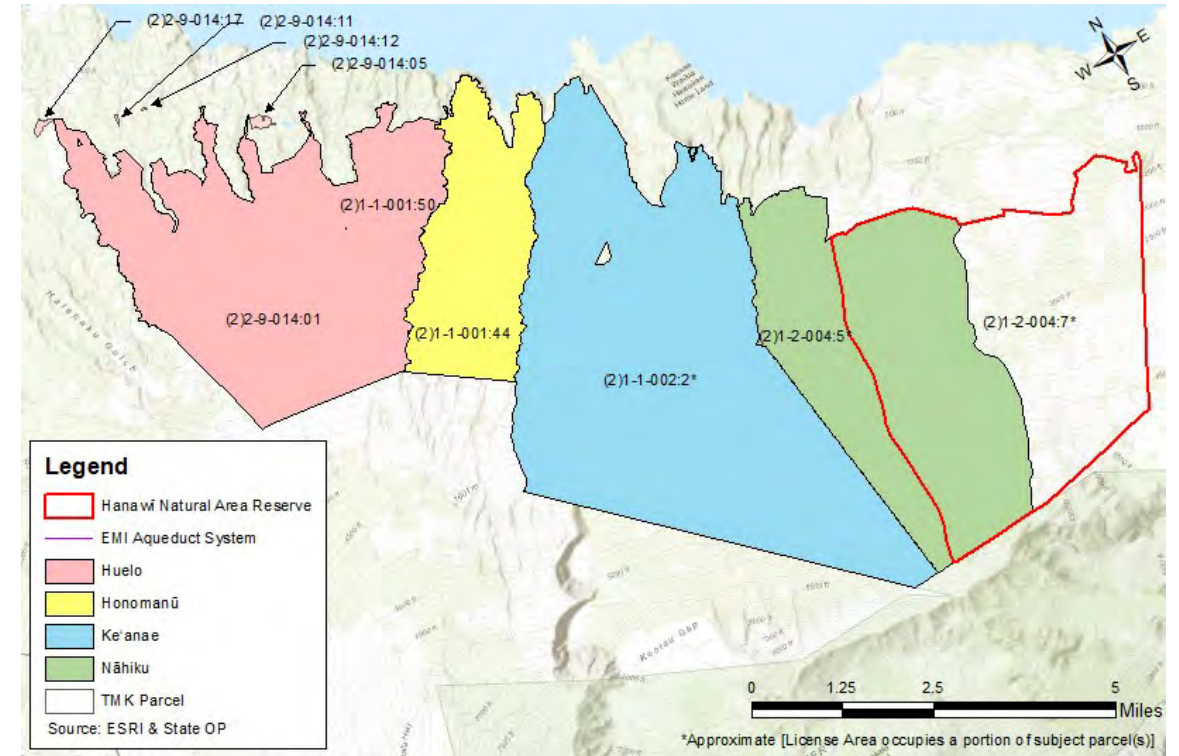 (2)2-9-014:17
(2)2-9-014:11
(2)2-9-014:12
(2)2-9-014:05
N
E
W
S
(2)1-1-001:50
(2)2-9-014:01
(2)1-1-001:44
(2)1-1-002:2*
(2)1-2-004:5*
(2)1-2-004:7*
Koolau Gap
Legend
Hanawī Natural Area Reserve
EMI Aqueduct System
Huelo
Honomanū
Keʻanae
Nāhiku
TMK Parcel
Source: ESRI & State OP
0 1.25 2.5 5
Miles
*Approximate [License Area occupies a portion of subject parcel(s)]